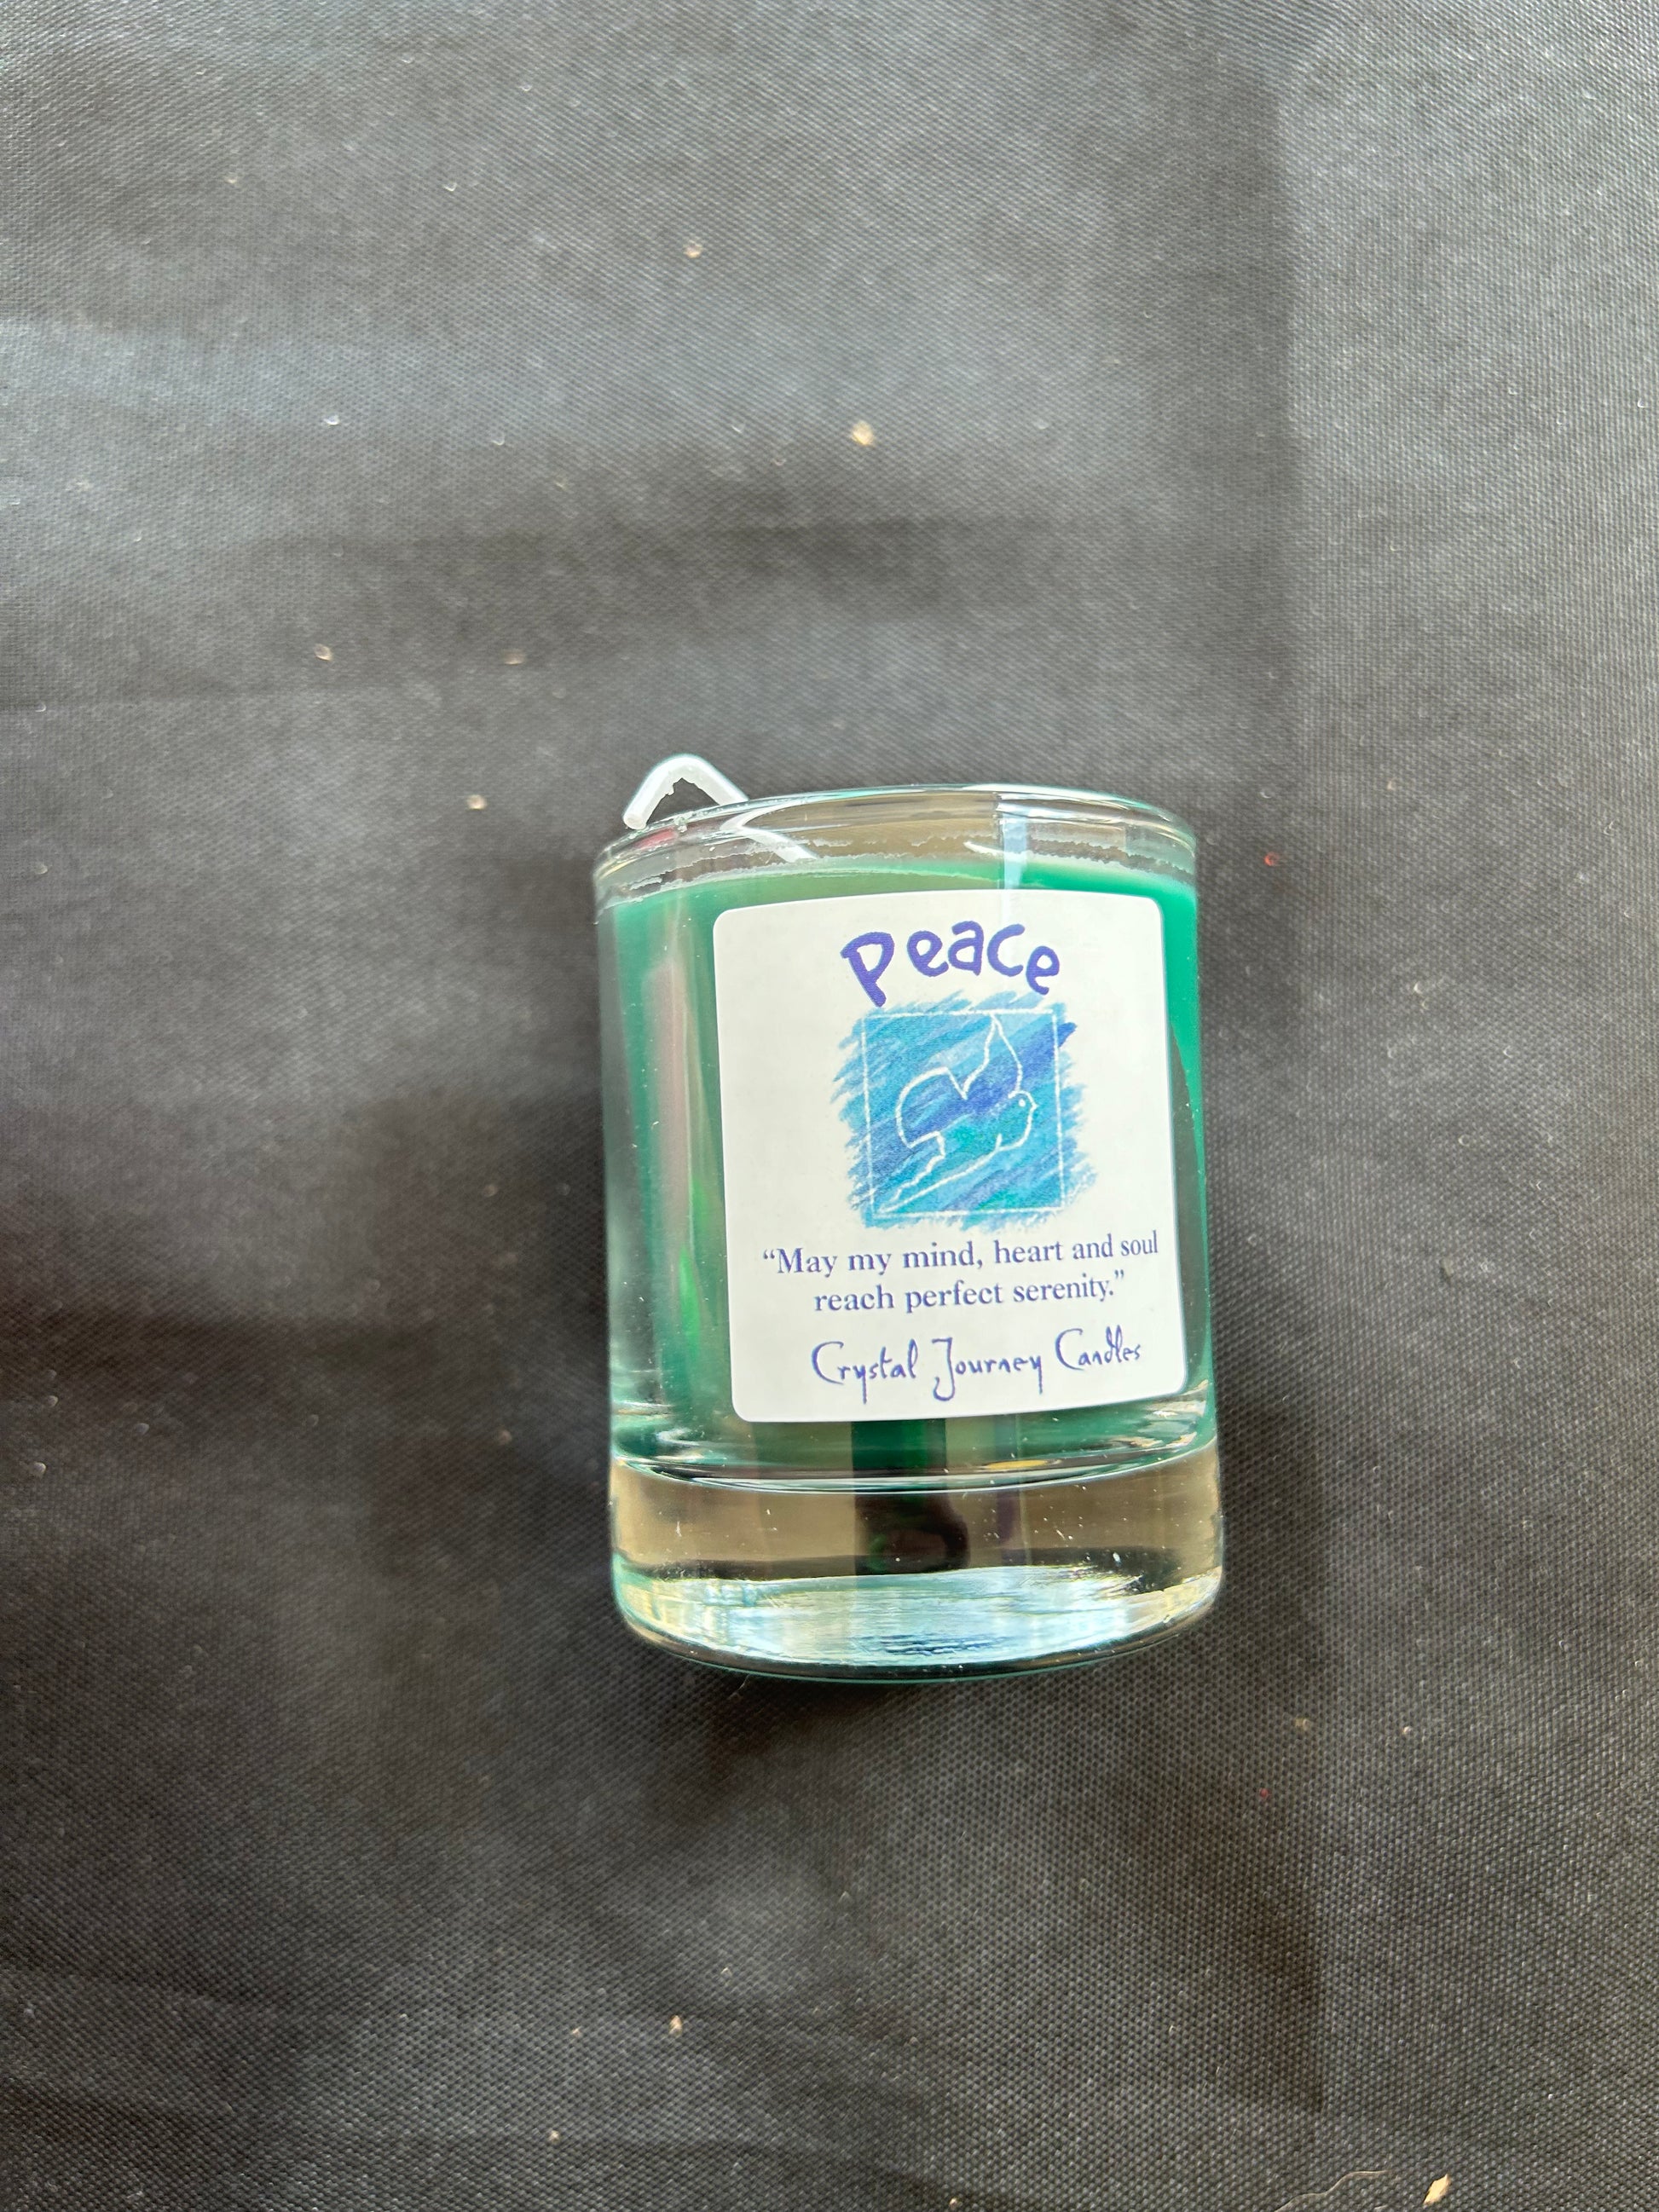 Peace
“May my mind, heart and soul
reach perfect serenity.”
Crystal Journey Candles